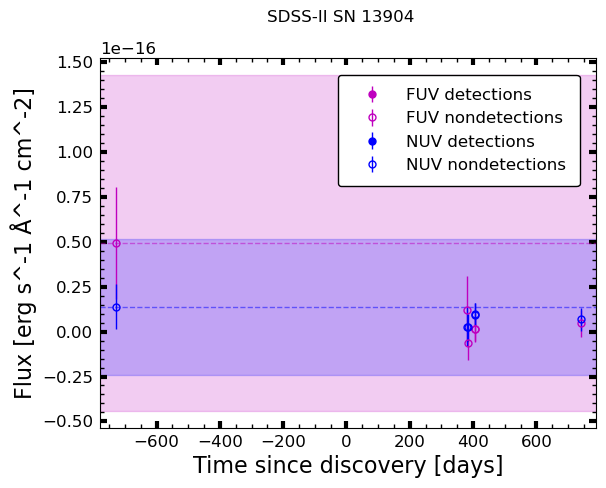 SDSS-II SN 13904
1e−16
1.50
1.25
1.00
0.75
0.50
0.25
0.00
−0.25
−0.50
Flux [erg s^-1 Å^-1 cm^-2]
FUV detections
FUV nondetections
NUV detections
NUV nondetections
−600 −400 −200 0 200 400 600
Time since discovery [days]